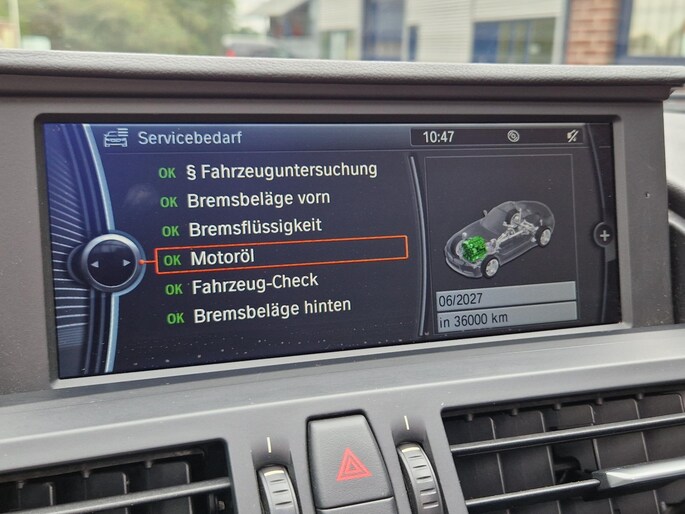 Servicebedarf
10:47
OK § Fahrzeuguntersuchung
OK Bremsbeläge vorn
OK Bremsflüssigkeit
OK Motoröl
OK Fahrzeug-Check
OK Bremsbeläge hinten
06/2027
in 36000 km